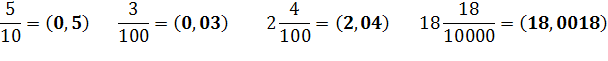 5/10 = (0,5) 3/100 = (0,03) 2 4/100 = (2,04) 18 18/10000 = (18,0018)